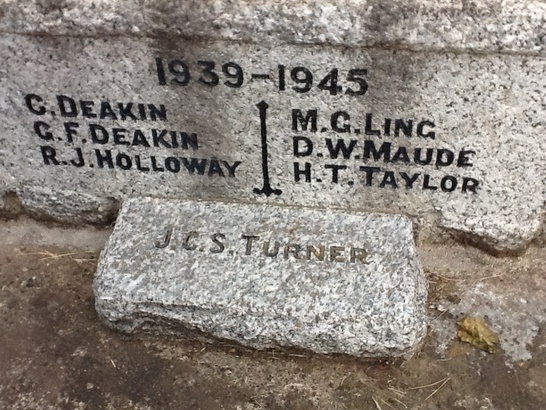 1939-1945
C. DEAKIN
G. F. DEAKIN
R. J. HOLLOWAY
M. G. LING
D. W. MAUDE
H. T. TAYLOR
J. C. S. TURNER